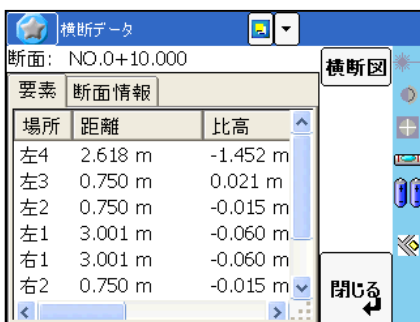 横断データ
断面: NO.0+10.000
横断図
要素 断面情報
場所 距離 比高
左4 2.618 m -1.452 m
左3 0.750 m 0.021 m
左2 0.750 m -0.015 m
左1 3.001 m -0.060 m
右1 3.001 m -0.060 m
右2 0.750 m -0.015 m
閉じる